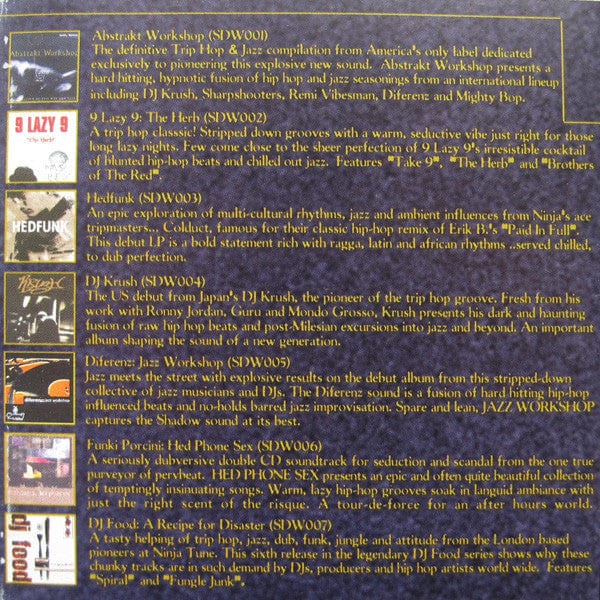 Abstrakt Workshop (SDW001)
The definitive Trip Hop & Jazz compilation from America's only label dedicated
exclusively to pioneering this explosive new sound. Abstrakt Workshop presents a
hard hitting, hypnotic fusion of hip hop and jazz seasonings from an international lineup
including DJ Krush, Sharpshooters, Remi Vibesman, Diferenz and Mighty Bop.
Abstrakt Workshop
9 Lazy 9: The Herb (SDW002)
A trip hop classsic! Stripped down grooves with a warm, seductive vibe just right for those
long lazy nights. Few come close to the sheer perfection of 9 Lazy 9's irresistible cocktail
of blunted hip-hop beats and chilled out jazz. Features "Take 9", "The Herb" and "Brothers
of The Red".
9 LAZY 9
"the herb"
Hedfunk (SDW003)
An epic exploration of multi-cultural rhythms, jazz and ambient influences from Ninja's ace
tripmasters... Colduct, famous for their classic hip-hop remix of Erik B.'s "Paid In Full".
This debut LP is a bold statement rich with ragga, latin and african rhythms ..served chilled,
to dub perfection.
HEDFUNK
DJ Krush (SDW004)
The US debut from Japan's DJ Krush, the pioneer of the trip hop groove. Fresh from his
work with Ronny Jordan, Guru and Mondo Grosso, Krush presents his dark and haunting
fusion of raw hip hop beats and post-Milesian excursions into jazz and beyond. An important
album shaping the sound of a new generation.
Diferenz: Jazz Workshop (SDW005)
Jazz meets the street with explosive results on the debut album from this stripped-down
collective of jazz musicians and DJs. The Diferenz sound is a fusion of hard hitting hip-hop
influenced beats and no-holds barred jazz improvisation. Spare and lean, JAZZ WORKSHOP
captures the Shadow sound at its best.
Funki Porcini: Hed Phone Sex (SDW006)
A seriously dubversive double CD soundtrack for seduction and scandal from the one true
purveyor of pervbeat. HED PHONE SEX presents an epic and often quite beautiful collection
of temptingly insinuating songs. Warm, lazy hip-hop grooves soak in languid ambiance with
just the right scent of the risque. A tour-de-force for an after hours world.
DJ Food: A Recipe for Disaster (SDW007)
A tasty helping of trip hop, jazz, dub, funk, jungle and attitude from the London based
pioneers at Ninja Tune. This sixth release in the legendary DJ Food series shows why these
chunky tracks are in such demand by DJs, producers and hip hop artists world wide. Features
"Spiral" and "Fungle Junk".
dj food